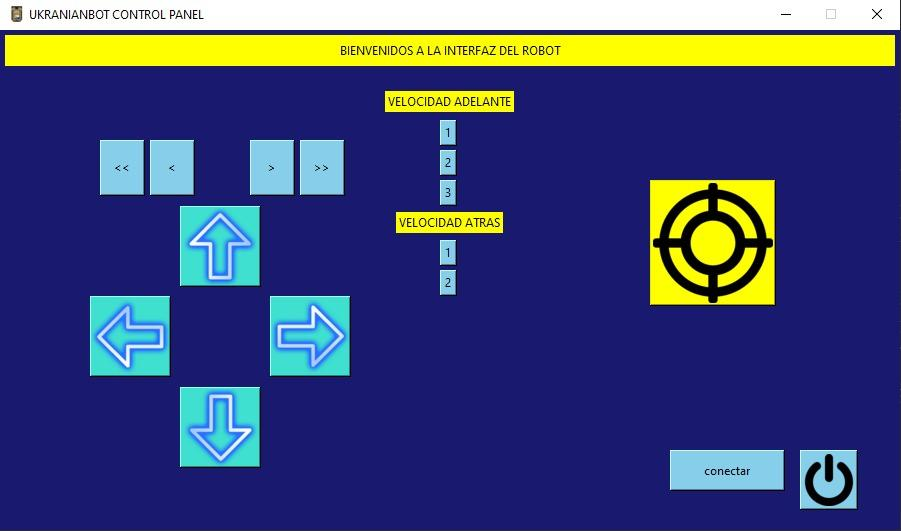 UKRANIANBOT CONTROL PANEL
BIENVENIDOS A LA INTERFAZ DEL ROBOT
VELOCIDAD ADELANTE
1
<< < > >>
2
3
VELOCIDAD ATRAS
1
2
conectar